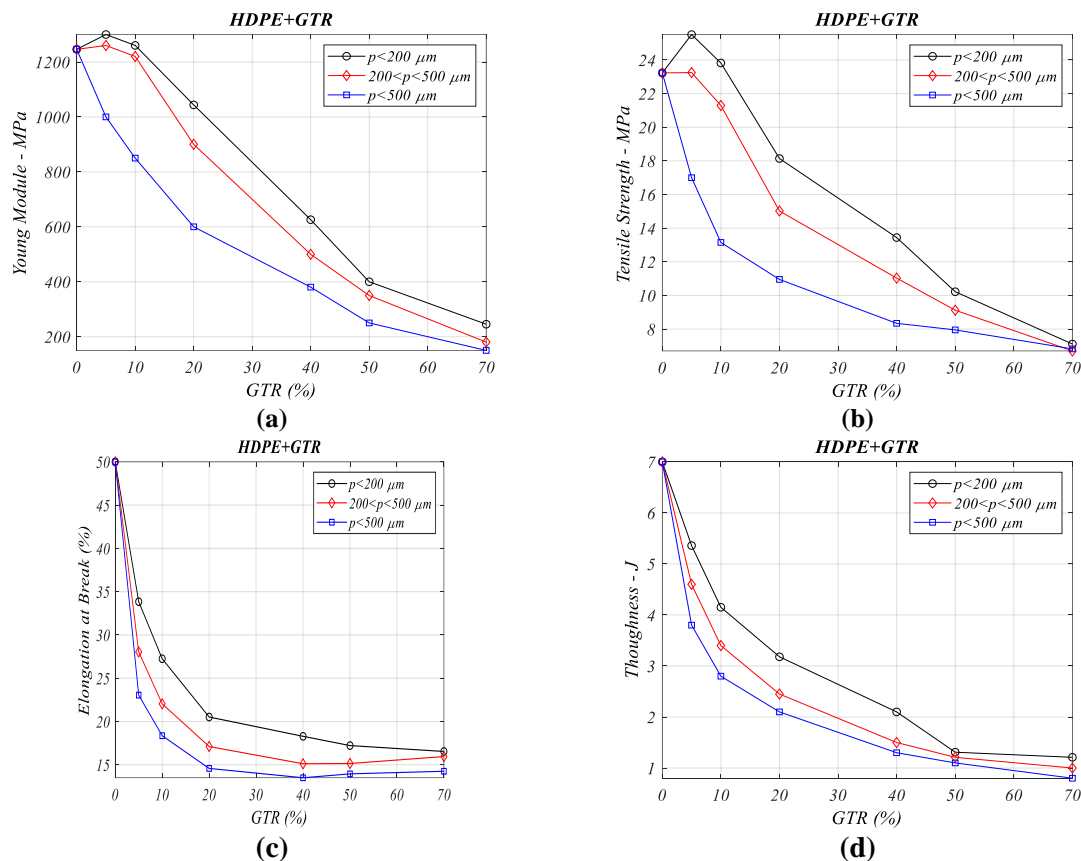 HDPE+GTR
p<200 μm
200<p<500 μm
p<500 μm
Young Module - MPa
1200
1000
800
600
400
200
0 10 20 30 40 50 60 70
GTR (%)
(a)
HDPE+GTR
p<200 μm
200<p<500 μm
p<500 μm
Tensile Strength - MPa
24
22
20
18
16
14
12
10
8
0 10 20 30 40 50 60 70
GTR (%)
(b)
HDPE+GTR
p<200 μm
200<p<500 μm
p<500 μm
Elongation at Break (%)
50
45
40
35
30
25
20
15
0 10 20 30 40 50 60 70
GTR (%)
(c)
HDPE+GTR
p<200 μm
200<p<500 μm
p<500 μm
Thoughness - J
7
6
5
4
3
2
1
0 10 20 30 40 50 60 70
GTR (%)
(d)